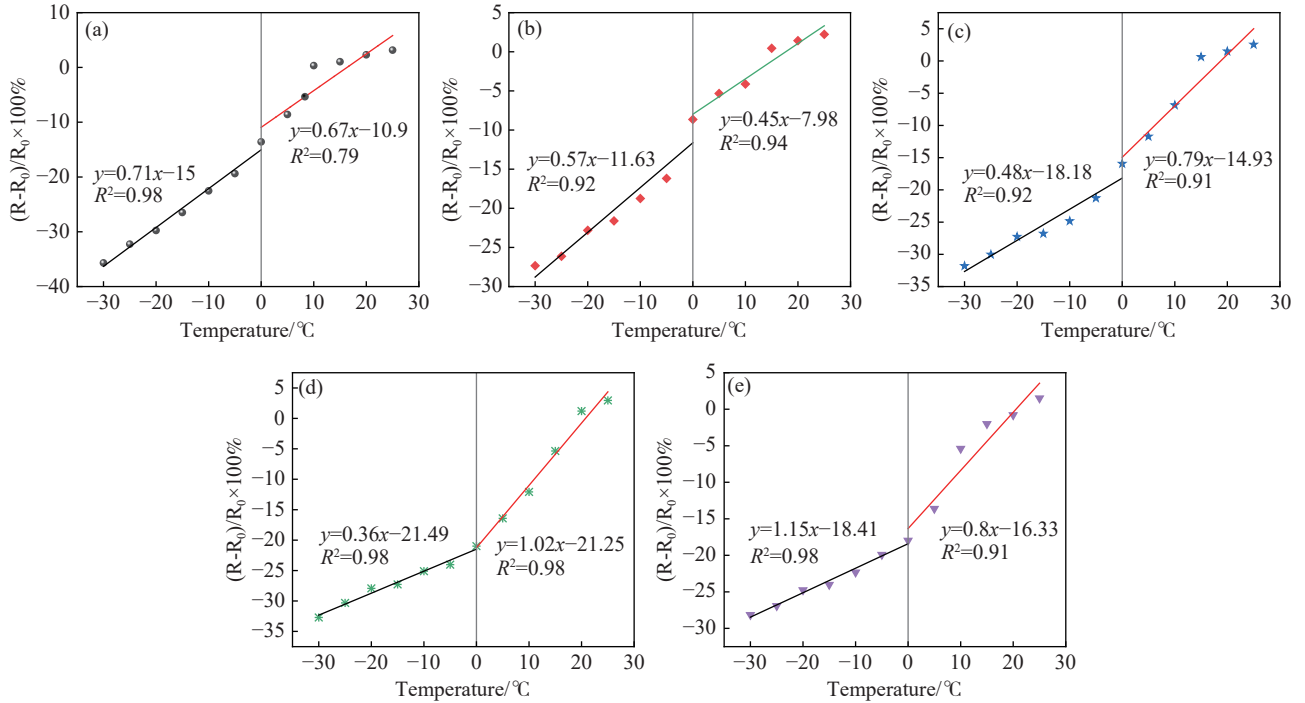 (a)
10
0
−10
−20
−30
−40
(R-R₀)/R₀×100%
y=0.67x−10.9
R²=0.79
y=0.71x−15
R²=0.98
−30 −20 −10 0 10 20 30
Temperature/℃
(b)
5
0
−5
−10
−15
−20
−25
−30
(R-R₀)/R₀×100%
y=0.45x−7.98
R²=0.94
y=0.57x−11.63
R²=0.92
−30 −20 −10 0 10 20 30
Temperature/℃
(c)
10
5
0
−5
−10
−15
−20
−25
−30
−35
(R-R₀)/R₀×100%
y=0.48x−18.18
R²=0.92
y=0.79x−14.93
R²=0.91
−30 −20 −10 0 10 20 30
Temperature/℃
(d)
5
0
−5
−10
−15
−20
−25
−30
−35
(R-R₀)/R₀×100%
y=0.36x−21.49
R²=0.98
y=1.02x−21.25
R²=0.98
−30 −20 −10 0 10 20 30
Temperature/℃
(e)
5
0
−5
−10
−15
−20
−25
−30
(R-R₀)/R₀×100%
y=1.15x−18.41
R²=0.98
y=0.8x−16.33
R²=0.91
−30 −20 −10 0 10 20 30
Temperature/℃